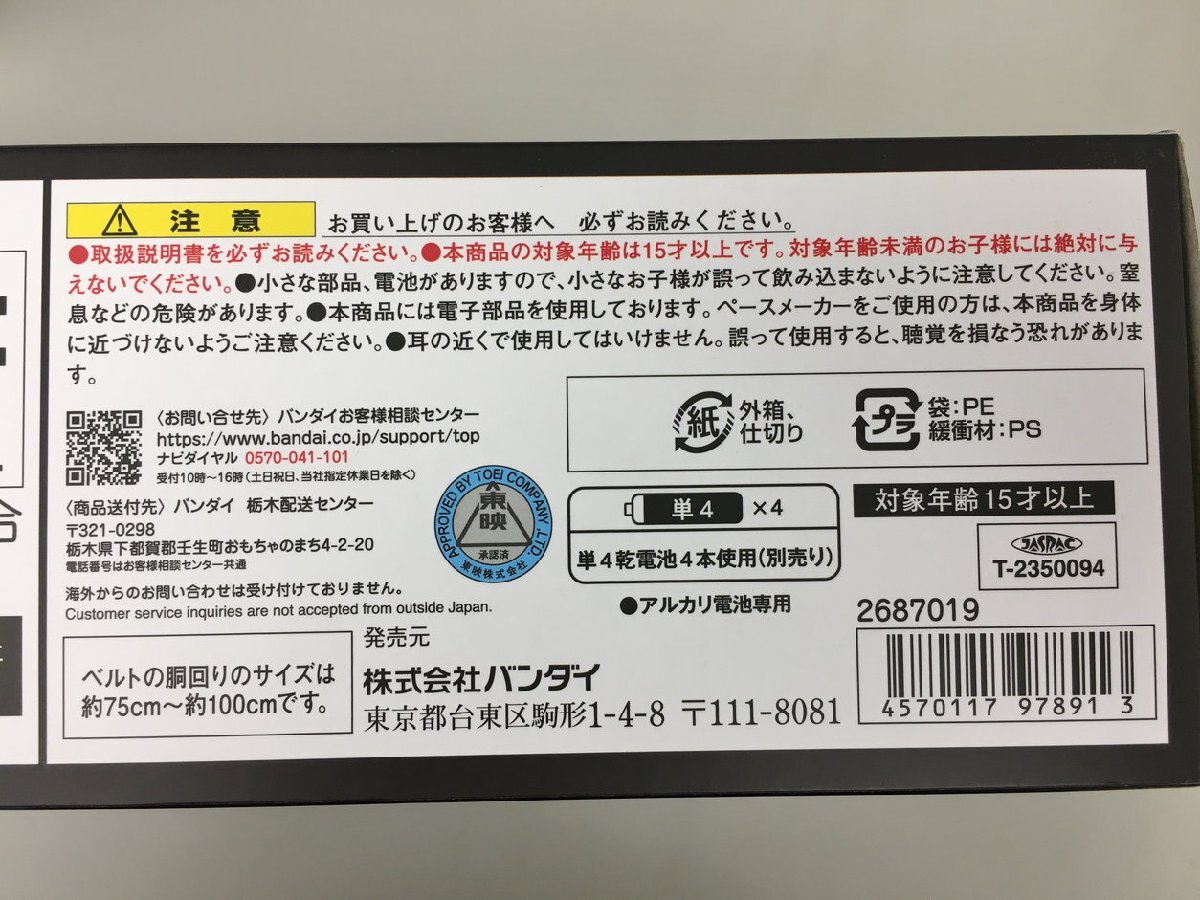 注意 お買い上げのお客様へ 必ずお読みください。
●取扱説明書を必ずお読みください。●本商品の対象年齢は15才以上です。対象年齢未満のお子様には絶対に与
えないでください。●小さな部品、電池がありますので、小さなお子様が誤って飲み込まないように注意してください。窒
息などの危険があります。●本商品には電子部品を使用しております。ペースメーカーをご使用の方は、本商品を身体
に近づけないようご注意ください。●耳の近くで使用してはいけません。誤って使用すると、聴覚を損なう恐れがありま
す。
〈お問い合せ先〉バンダイお客様相談センター
https://www.bandai.co.jp/support/top
ナビダイヤル 0570-041-101
受付10時～16時(土日祝日、当社指定休業日を除く)
〈商品送付先〉バンダイ 栃木配送センター
〒321-0298
栃木県下都賀郡壬生町おもちゃのまち4-2-20
電話番号はお客様相談センター共通
海外からのお問い合わせは受け付けておりません。
Customer service inquiries are not accepted from outside Japan.
APPROVED BY TOEI COMPANY ,LTD.
東映
承認済
東映株式会社
紙 外箱、
仕切り
プラ 袋:PE
緩衝材:PS
単4 ×4
単4乾電池4本使用(別売り)
●アルカリ電池専用
対象年齢15才以上
JASPAC
T-2350094
2687019
4570117 978913
ベルトの胴回りのサイズは
約75cm～約100cmです。
発売元
株式会社バンダイ
東京都台東区駒形1-4-8 〒111-8081